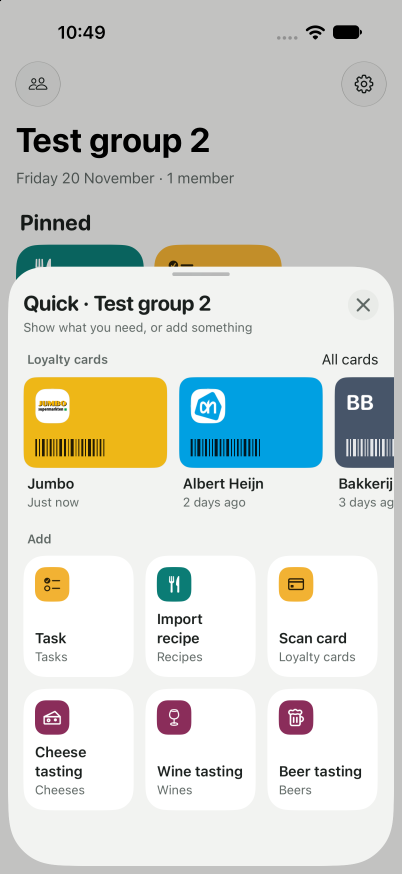 10:49
Test group 2
Friday 20 November · 1 member
Pinned
Quick · Test group 2
Show what you need, or add something
Loyalty cards
All cards
JUMBO
supermarkten
BB
Jumbo
Albert Heijn
Bakkerij
Just now
2 days ago
3 days ag
Add
Task
Tasks
Import
recipe
Recipes
Scan card
Loyalty cards
Cheese
tasting
Cheeses
Wine tasting
Wines
Beer tasting
Beers